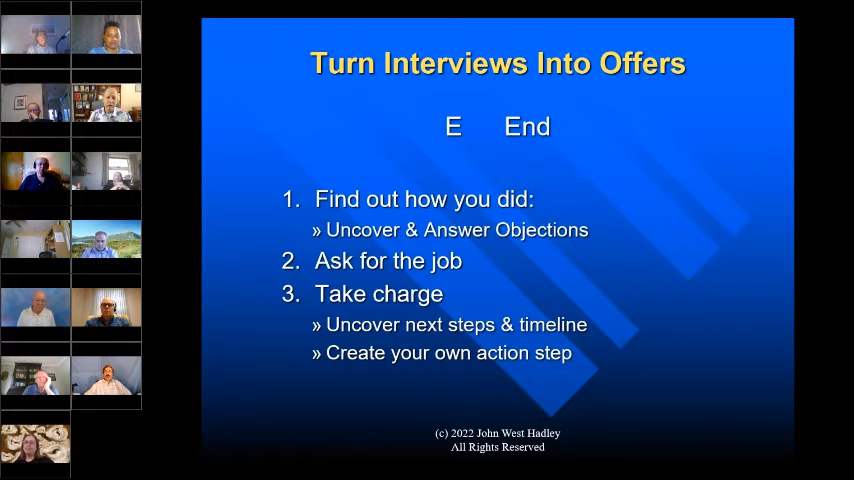 Turn Interviews Into Offers
E End
1. Find out how you did:
» Uncover & Answer Objections
2. Ask for the job
3. Take charge
» Uncover next steps & timeline
» Create your own action step
(c) 2022 John West Hadley
All Rights Reserved